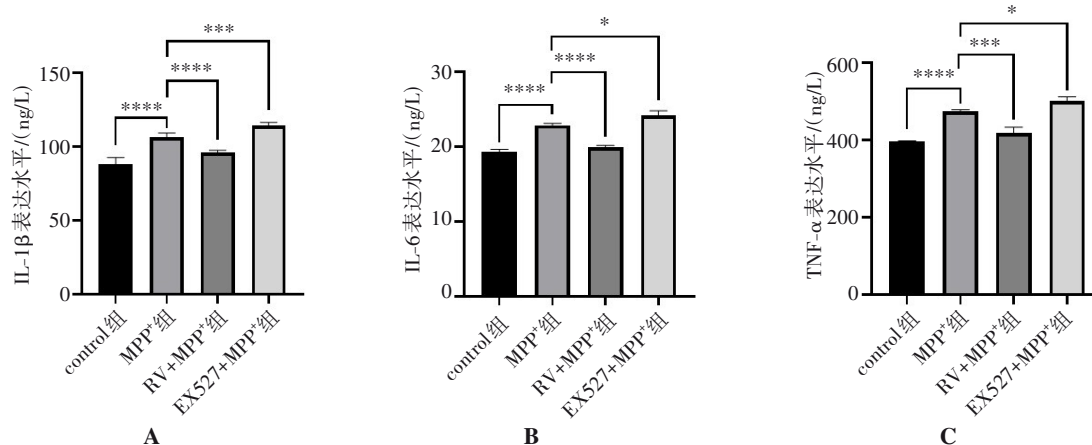 ***
****
****
150
100
50
0
IL-1β表达水平/(ng/L)
control组
MPP⁺组
RV+MPP⁺组
EX527+MPP⁺组
A
*
****
****
30
20
10
0
IL-6表达水平/(ng/L)
control组
MPP⁺组
RV+MPP⁺组
EX527+MPP⁺组
B
*
***
****
600
400
200
0
TNF-α表达水平/(ng/L)
control组
MPP⁺组
RV+MPP⁺组
EX527+MPP⁺组
C